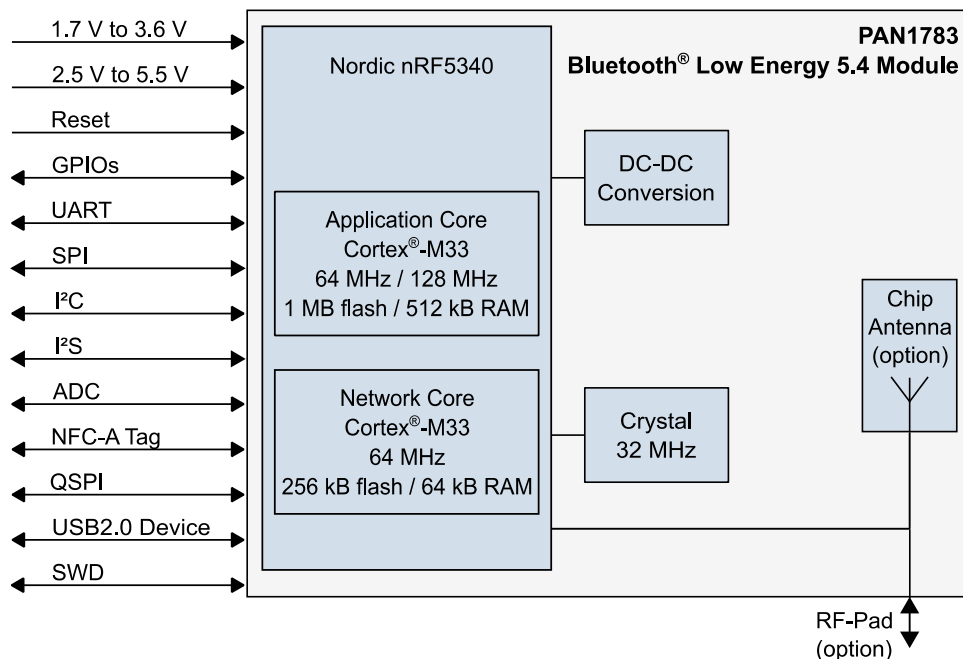 1.7 V to 3.6 V
2.5 V to 5.5 V
Reset
GPIOs
UART
SPI
I²C
I²S
ADC
NFC-A Tag
QSPI
USB2.0 Device
SWD
Nordic nRF5340
Application Core
Cortex®-M33
64 MHz / 128 MHz
1 MB flash / 512 kB RAM
Network Core
Cortex®-M33
64 MHz
256 kB flash / 64 kB RAM
PAN1783
Bluetooth® Low Energy 5.4 Module
DC-DC
Conversion
Crystal
32 MHz
Chip
Antenna
(option)
RF-Pad
(option)